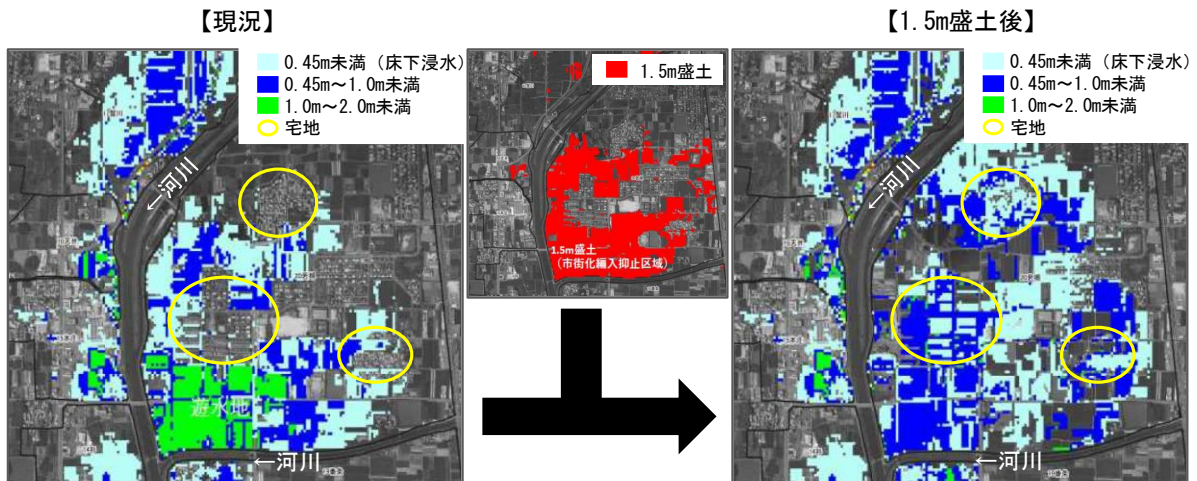 【現況】
0.45m未満（床下浸水）
0.45m～1.0m未満
1.0m～2.0m未満
宅地
←河川
遊水地
←河川
1.5m盛土
1.5m盛土
（市街化編入抑止区域）
【1.5m盛土後】
0.45m未満（床下浸水）
0.45m～1.0m未満
1.0m～2.0m未満
宅地
←河川
←河川